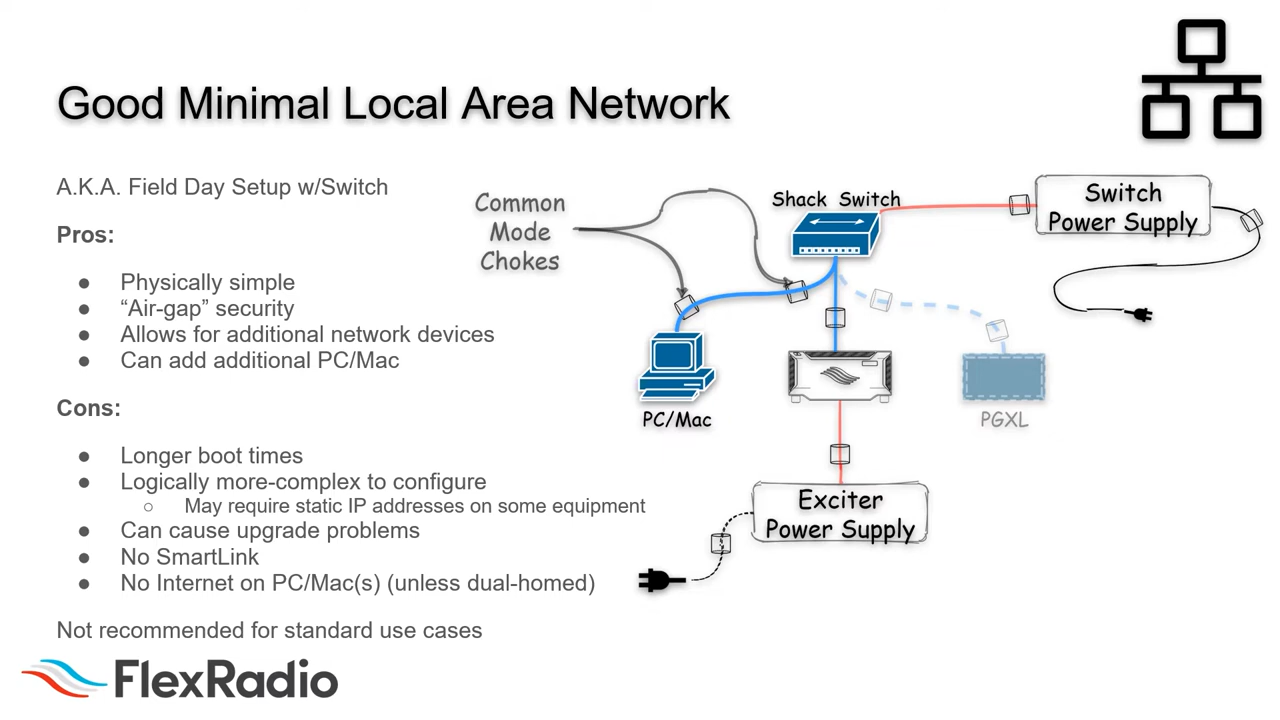 Good Minimal Local Area Network
A.K.A. Field Day Setup w/Switch
Pros:
● Physically simple
● “Air-gap” security
● Allows for additional network devices
● Can add additional PC/Mac
Cons:
● Longer boot times
● Logically more-complex to configure
○ May require static IP addresses on some equipment
● Can cause upgrade problems
● No SmartLink
● No Internet on PC/Mac(s) (unless dual-homed)
Not recommended for standard use cases
FlexRadio
Common
Mode
Chokes
Shack Switch
Switch
Power Supply
PC/Mac
PGXL
Exciter
Power Supply